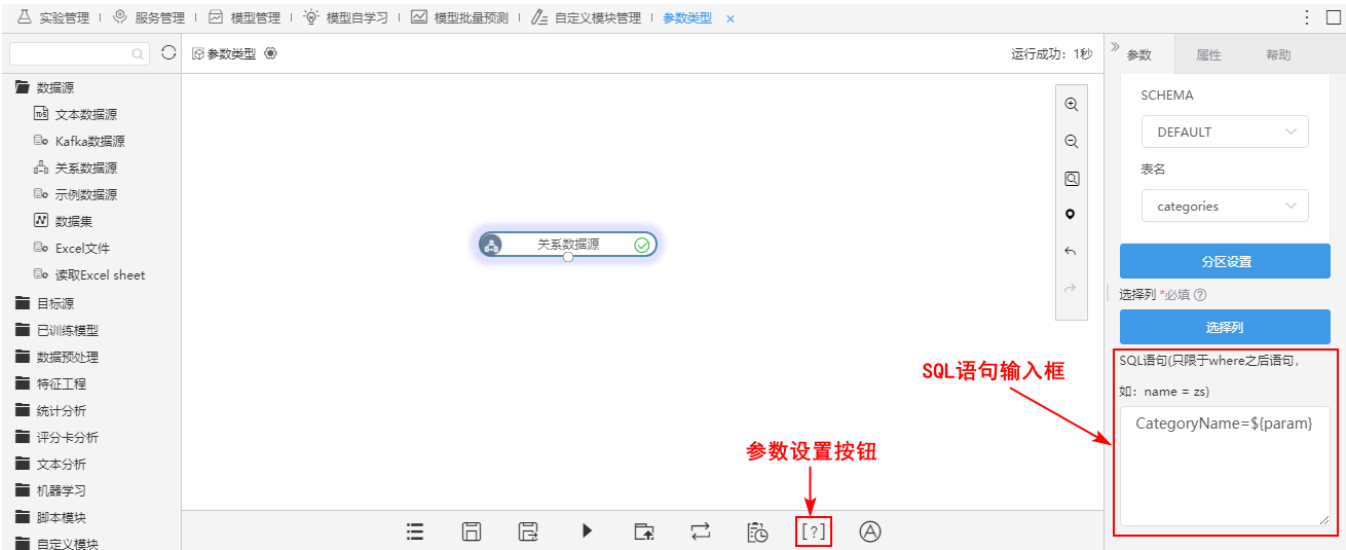 实验管理 服务管理 模型管理 模型自学习 模型批量预测 自定义模块管理 参数类型 ×
参数类型
运行成功：1秒
参数 属性 帮助
数据源
文本数据源
Kafka数据源
关系数据源
示例数据源
数据集
Excel文件
读取Excel sheet
目标源
已训练模型
数据预处理
特征工程
统计分析
评分卡分析
文本分析
机器学习
脚本模块
自定义模块
关系数据源
SCHEMA
DEFAULT
表名
categories
分区设置
选择列 *必填 ?
选择列
SQL语句(只限于where之后语句，
如：name = zs)
CategoryName=${param}
SQL语句输入框
参数设置按钮
[?]